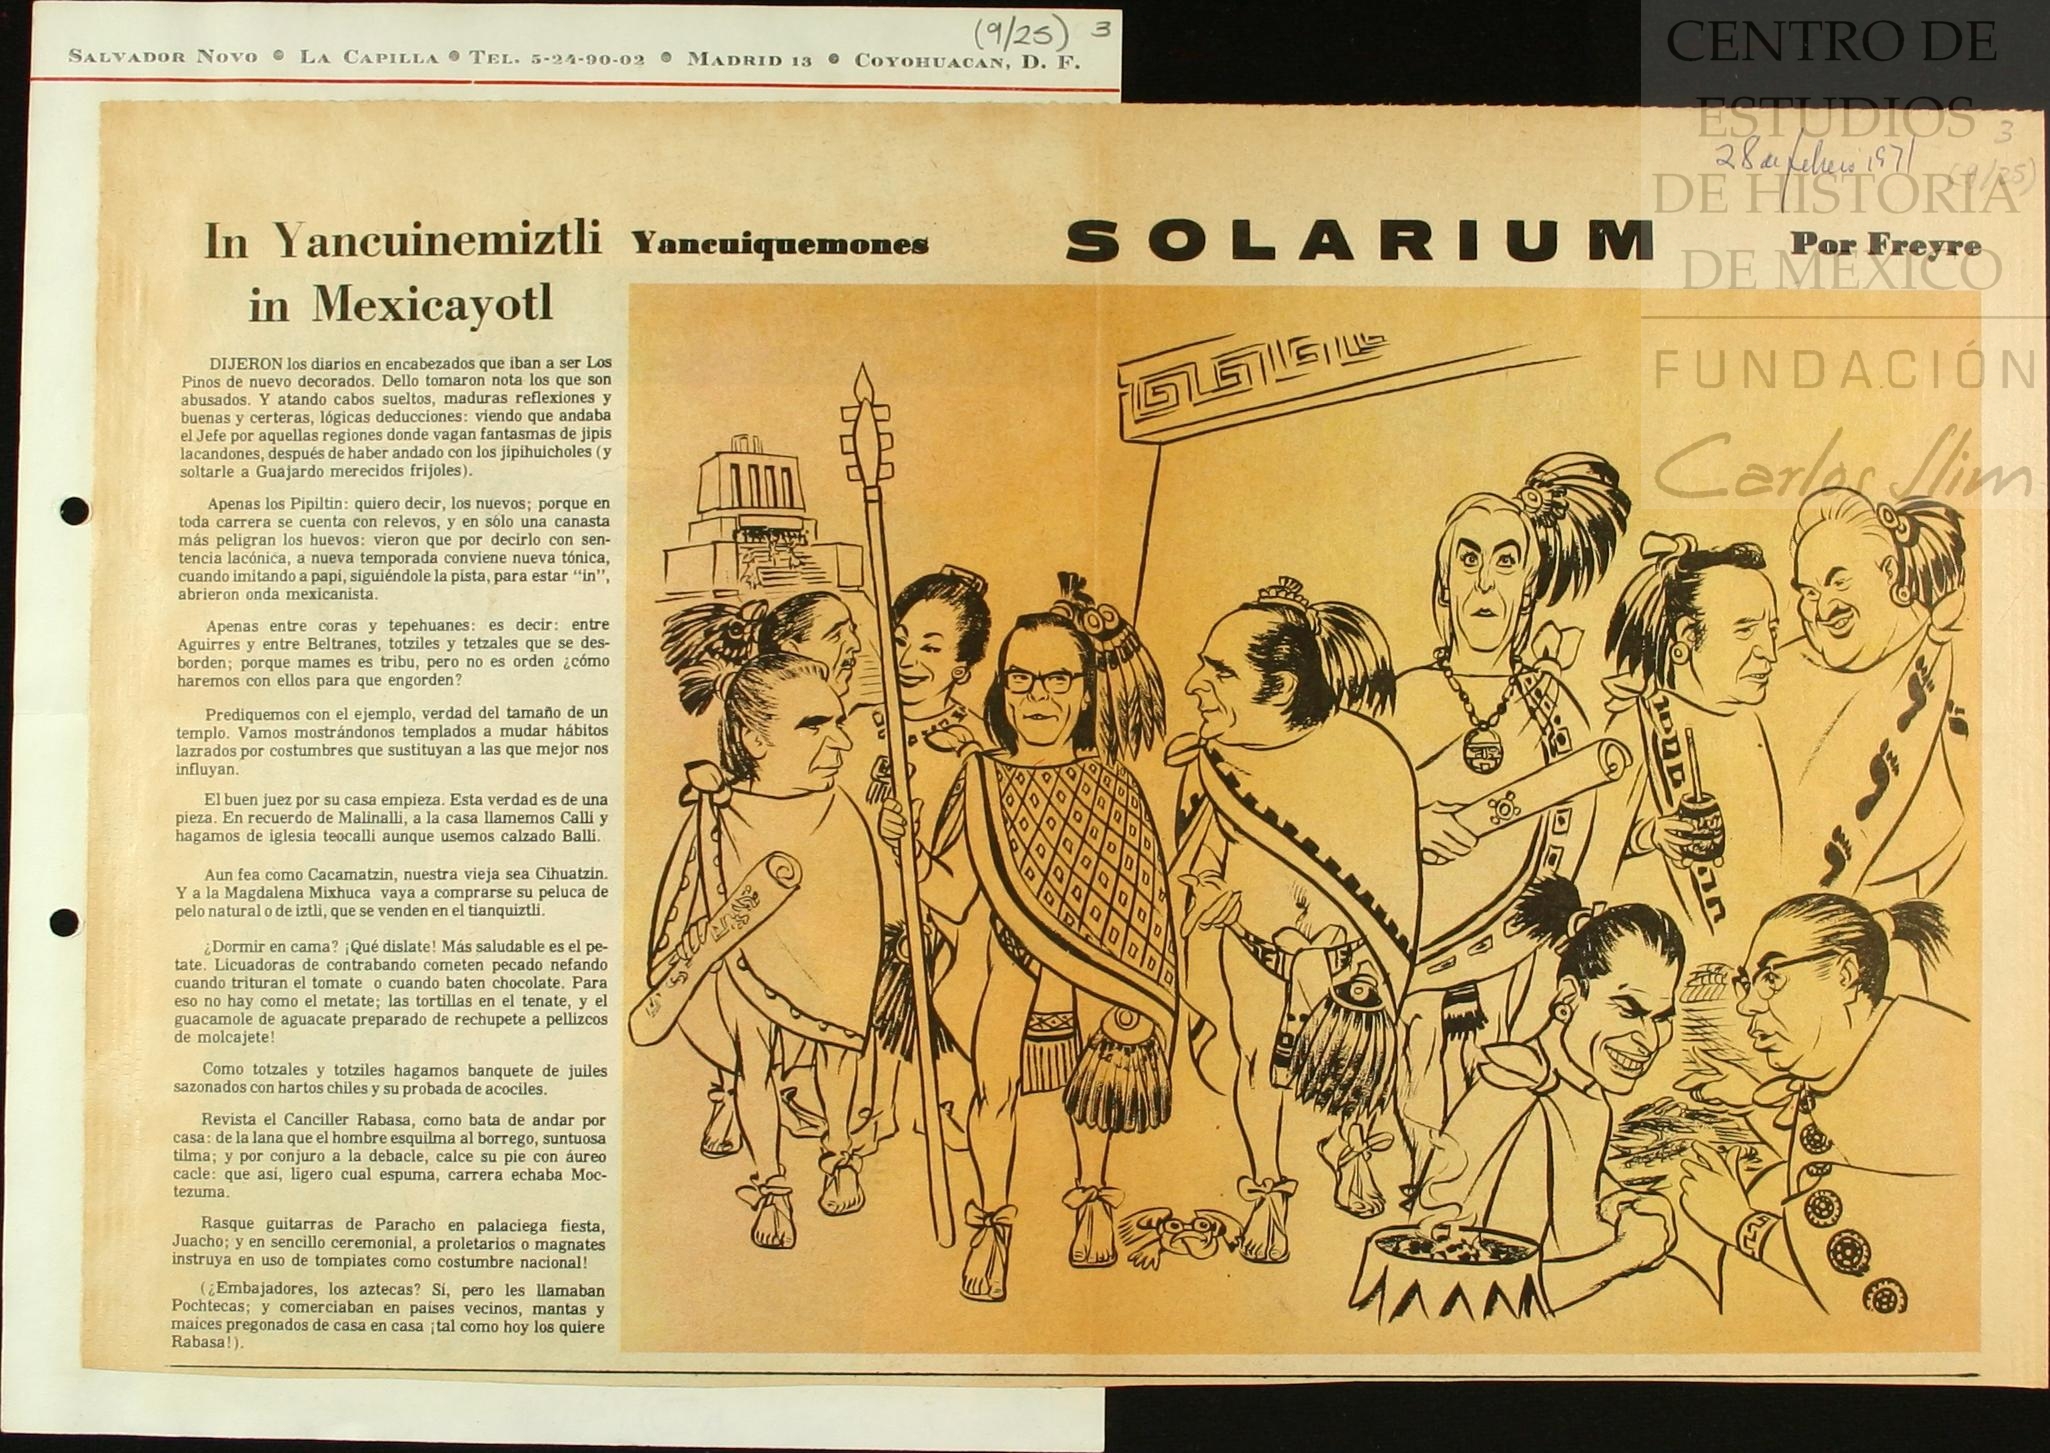 (9/25) 3
SALVADOR NOVO ● LA CAPILLA ● TEL. 5-24-90-02 ● MADRID 13 ● COYOHUACAN, D. F.
CENTRO DE
ESTUDIOS
DE HISTORIA
DE MEXICO
FUNDACIÓN
Carlos Slim
3
28 de febrero 1971
(9/25)
In Yancuinemiztli
in Mexicayotl
Yancuiquemones
SOLARIUM
Por Freyre
DIJERON los diarios en encabezados que iban a ser Los
Pinos de nuevo decorados. Dello tomaron nota los que son
abusados. Y atando cabos sueltos, maduras reflexiones y
buenas y certeras, lógicas deducciones: viendo que andaba
el Jefe por aquellas regiones donde vagan fantasmas de jipis
lacandones, después de haber andado con los jipihuicholes (y
soltarle a Guajardo merecidos frijoles).
Apenas los Pipiltin: quiero decir, los nuevos; porque en
toda carrera se cuenta con relevos, y en sólo una canasta
más peligran los huevos: vieron que por decirlo con sen-
tencia lacónica, a nueva temporada conviene nueva tónica,
cuando imitando a papi, siguiéndole la pista, para estar "in",
abrieron onda mexicanista.
Apenas entre coras y tepehuanes: es decir: entre
Aguirres y entre Beltranes, totziles y tetzales que se des-
borden; porque mames es tribu, pero no es orden ¿cómo
haremos con ellos para que engorden?
Prediquemos con el ejemplo, verdad del tamaño de un
templo. Vamos mostrándonos templados a mudar hábitos
lazrados por costumbres que sustituyan a las que mejor nos
influyan.
El buen juez por su casa empieza. Esta verdad es de una
pieza. En recuerdo de Malinalli, a la casa llamemos Calli y
hagamos de iglesia teocalli aunque usemos calzado Balli.
Aun fea como Cacamatzin, nuestra vieja sea Cihuatzin.
Y a la Magdalena Mixhuca vaya a comprarse su peluca de
pelo natural o de iztli, que se venden en el tianquiztli.
¿Dormir en cama? ¡Qué dislate! Más saludable es el pe-
tate. Licuadoras de contrabando cometen pecado nefando
cuando trituran el tomate o cuando baten chocolate. Para
eso no hay como el metate; las tortillas en el tenate, y el
guacamole de aguacate preparado de rechupete a pellizcos
de molcajete!
Como totzales y totziles hagamos banquete de juiles
sazonados con hartos chiles y su probada de acociles.
Revista el Canciller Rabasa, como bata de andar por
casa: de la lana que el hombre esquilma al borrego, suntuosa
tilma; y por conjuro a la debacle, calce su pie con áureo
cacle: que así, ligero cual espuma, carrera echaba Moc-
tezuma.
Rasque guitarras de Paracho en palaciega fiesta,
Juacho; y en sencillo ceremonial, a proletarios o magnates
instruya en uso de tompiates como costumbre nacional!
(¿Embajadores, los aztecas? Sí, pero les llamaban
Pochtecas; y comerciaban en países vecinos, mantas y
maíces pregonados de casa en casa ¡tal como hoy los quiere
Rabasa!).